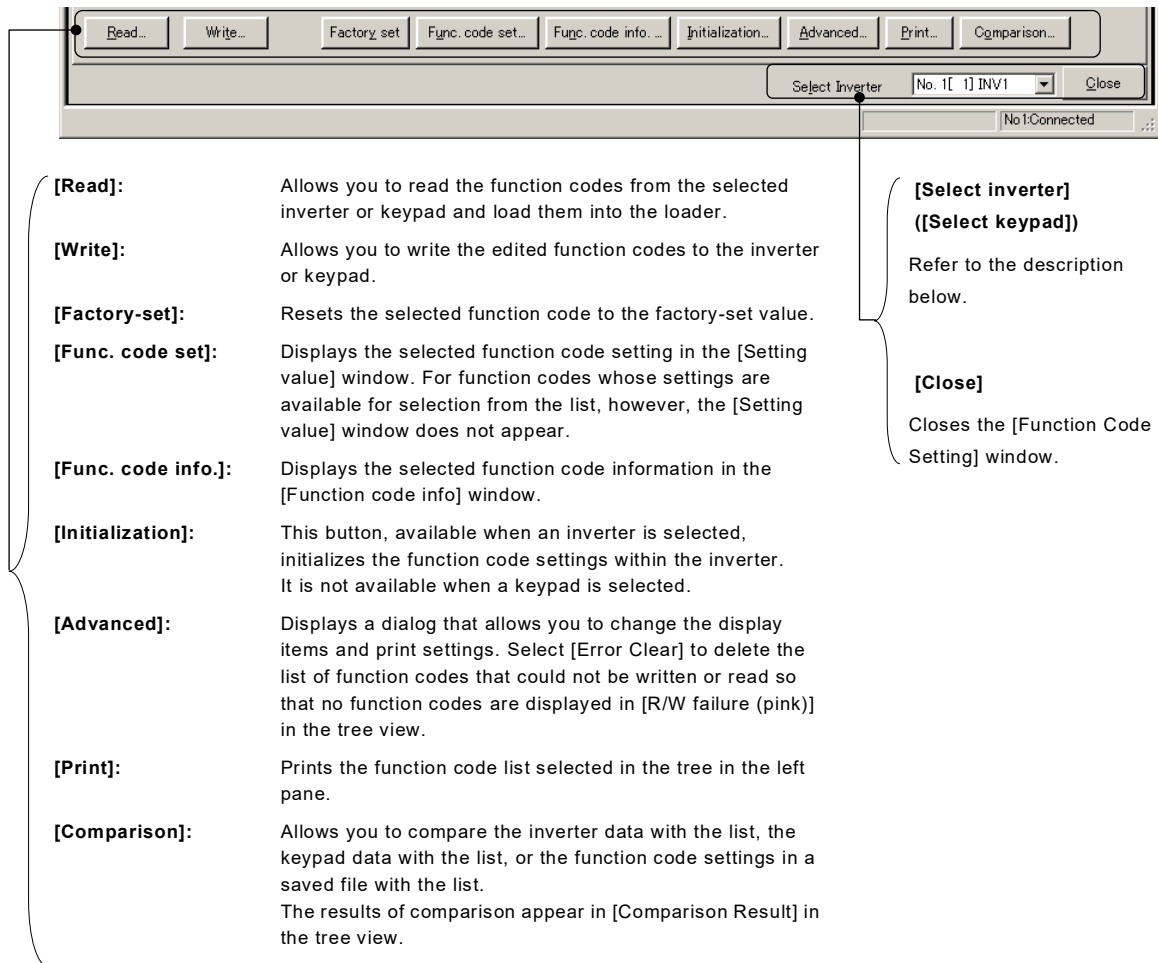 Read... Write... Factory set Func. code set... Func. code info. ... Initialization... Advanced... Print... Comparison...
Select Inverter No. 1[ 1] INV1 Close
No1:Connected
[Read]: Allows you to read the function codes from the selected
inverter or keypad and load them into the loader.
[Write]: Allows you to write the edited function codes to the inverter
or keypad.
[Factory-set]: Resets the selected function code to the factory-set value.
[Func. code set]: Displays the selected function code setting in the [Setting
value] window. For function codes whose settings are
available for selection from the list, however, the [Setting
value] window does not appear.
[Func. code info.]: Displays the selected function code information in the
[Function code info] window.
[Initialization]: This button, available when an inverter is selected,
initializes the function code settings within the inverter.
It is not available when a keypad is selected.
[Advanced]: Displays a dialog that allows you to change the display
items and print settings. Select [Error Clear] to delete the
list of function codes that could not be written or read so
that no function codes are displayed in [R/W failure (pink)]
in the tree view.
[Print]: Prints the function code list selected in the tree in the left
pane.
[Comparison]: Allows you to compare the inverter data with the list, the
keypad data with the list, or the function code settings in a
saved file with the list.
The results of comparison appear in [Comparison Result] in
the tree view.
[Select inverter]
([Select keypad])
Refer to the description
below.
[Close]
Closes the [Function Code
Setting] window.